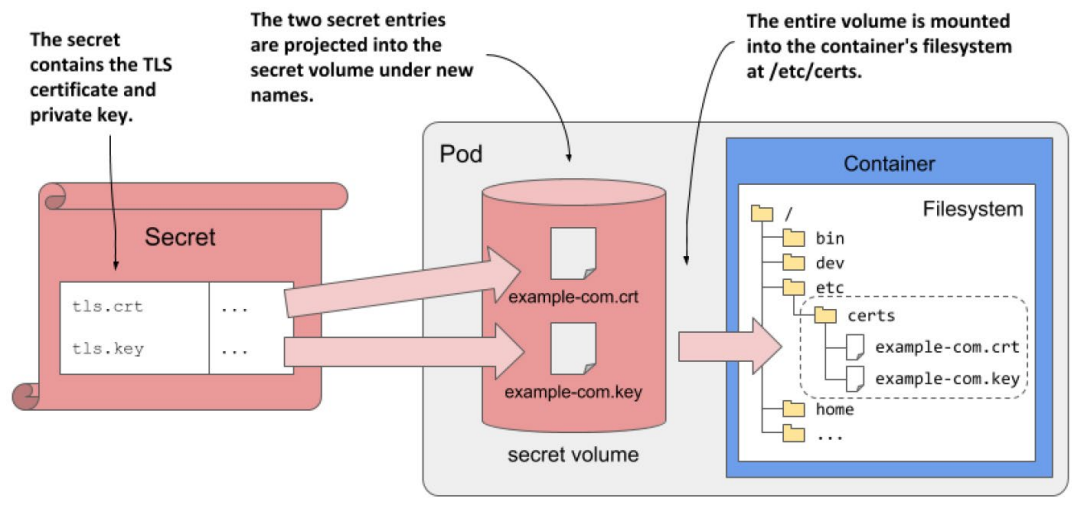 The secret
contains the TLS
certificate and
private key.
The two secret entries
are projected into the
secret volume under new
names.
The entire volume is mounted
into the container's filesystem
at /etc/certs.
Pod
Container
Secret
Filesystem
tls.crt ...
tls.key ...
example-com.crt
example-com.key
secret volume
/
bin
dev
etc
certs
example-com.crt
example-com.key
home
...